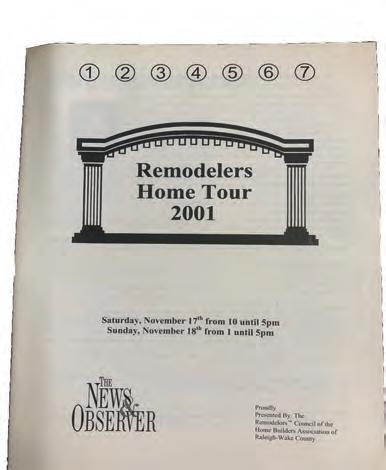 ① ② ③ ④ ⑤ ⑥ ⑦
Remodelers
Home Tour
2001
Saturday, November 17th from 10 until 5pm
Sunday, November 18th from 1 until 5pm
THE
NEWS &
OBSERVER
Proudly
Presented By: The
Remodelers™ Council of the
Home Builders Association of
Raleigh-Wake County